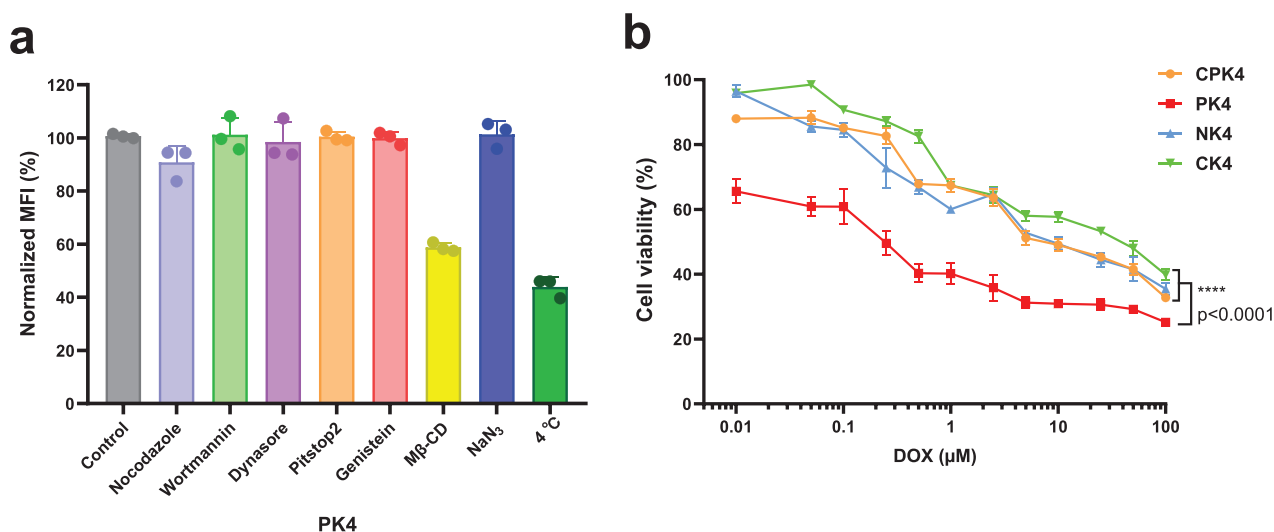 a
120
100
80
60
40
20
0
Normalized MFI (%)
Control
Nocodazole
Wortmannin
Dynasore
Pitstop2
Genistein
Mβ-CD
NaN₃
4 °C
PK4
b
100
80
60
40
20
0
Cell viability (%)
0.01
0.1
1
10
100
DOX (μM)
CPK4
PK4
NK4
CK4
****
p<0.0001